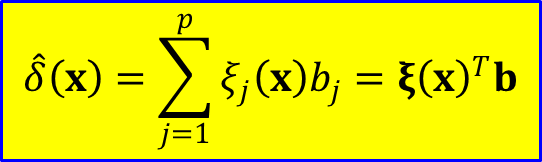 δ̂(𝐱) = ∑_{j=1}^{p} ξ_j(𝐱)b_j = 𝛏(𝐱)^T 𝐛